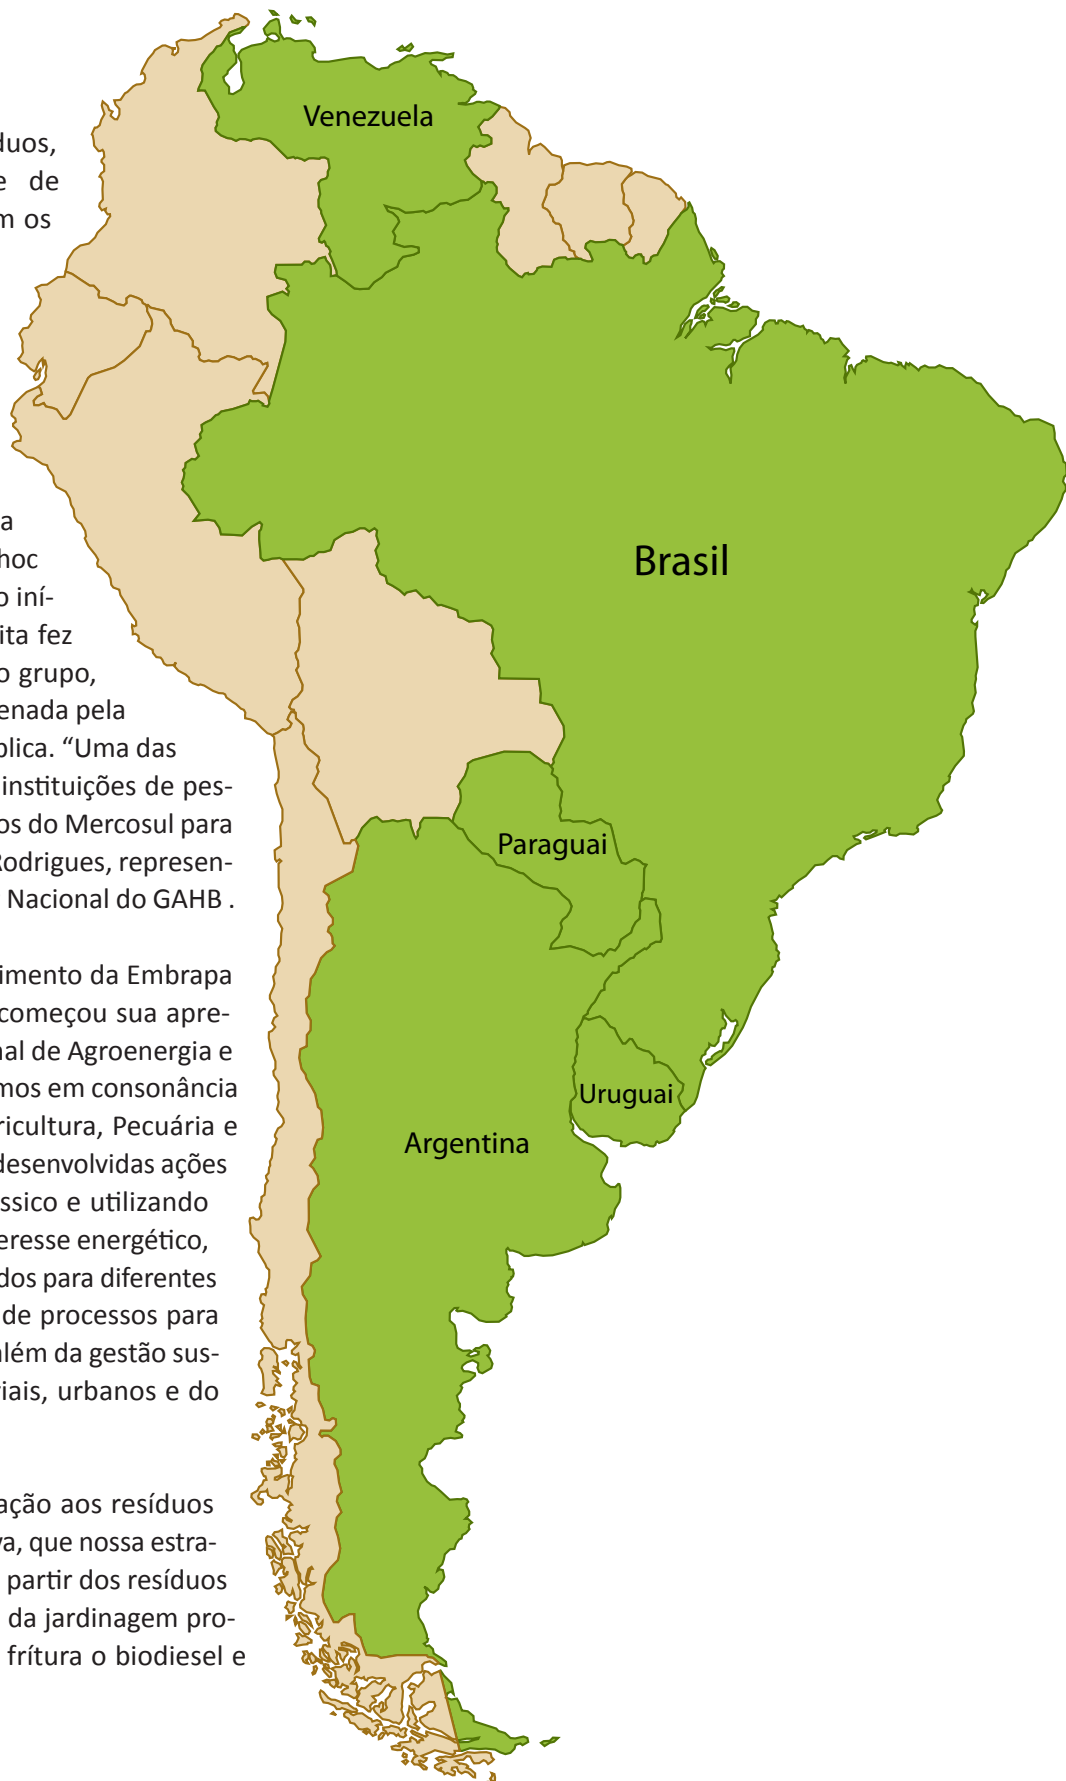 duos,
e de
m os
a
hoc
o iní-
ita fez
o grupo,
enada pela
blica. “Uma das
instituições de pes-
os do Mercosul para
Rodrigues, represen-
Nacional do GAHB .
imento da Embrapa
começou sua apre-
nal de Agroenergia e
mos em consonância
ricultura, Pecuária e
desenvolvidas ações
ssico e utilizando
eresse energético,
dos para diferentes
de processos para
além da gestão sus-
riais, urbanos e do
ação aos resíduos
va, que nossa estra-
partir dos resíduos
da jardinagem pro-
frítura o biodiesel e
Venezuela
Brasil
Paraguai
Uruguai
Argentina